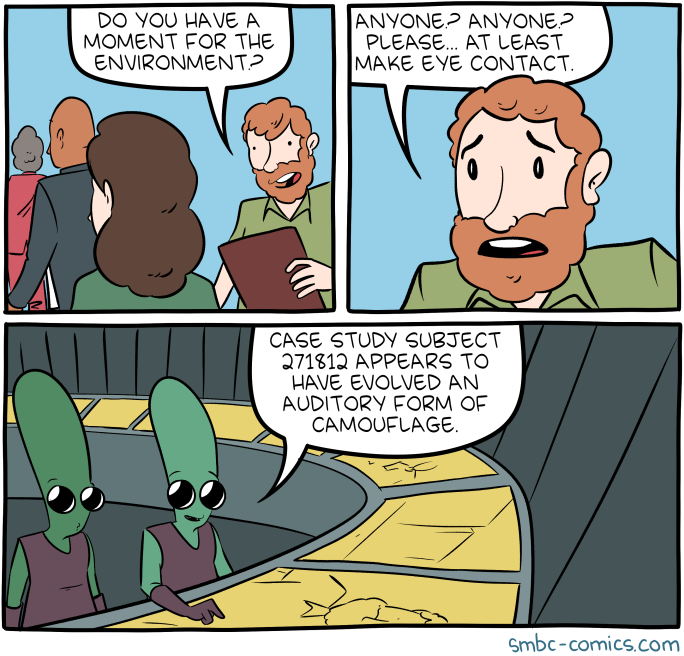 DO YOU HAVE A
MOMENT FOR THE
ENVIRONMENT?
ANYONE? ANYONE?
PLEASE... AT LEAST
MAKE EYE CONTACT.
CASE STUDY SUBJECT
271812 APPEARS TO
HAVE EVOLVED AN
AUDITORY FORM OF
CAMOUFLAGE.
smbc-comics.com